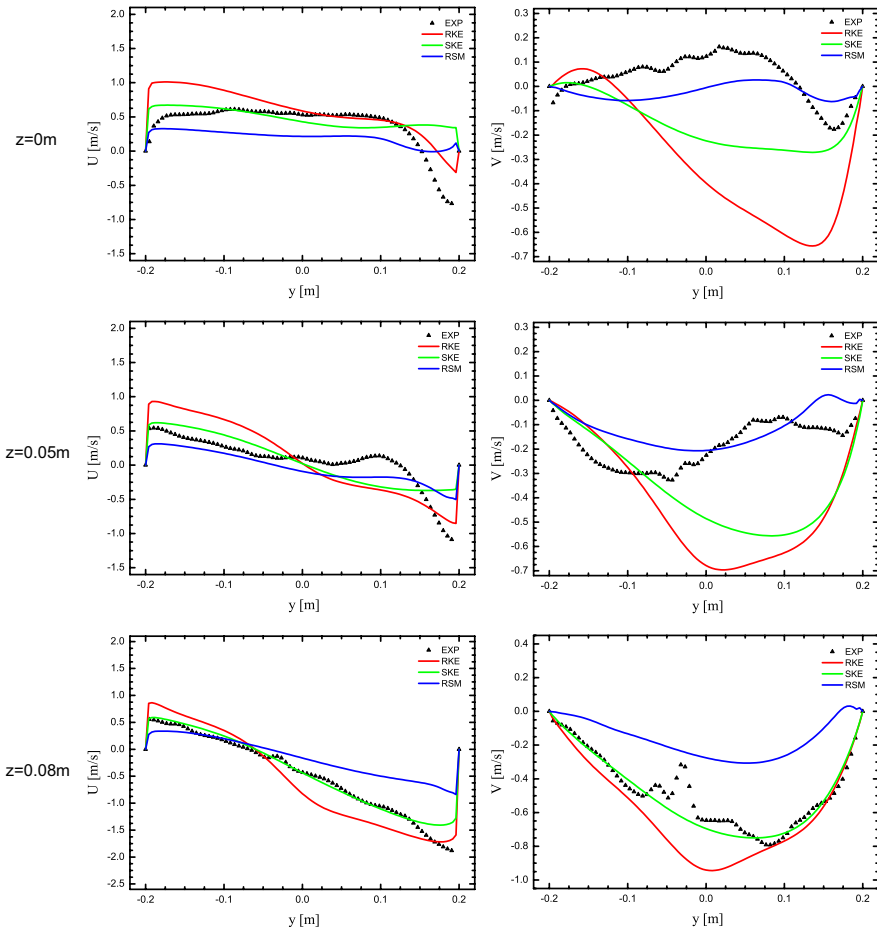 z=0m
U [m/s]
2.0
1.5
1.0
0.5
0.0
-0.5
-1.0
-1.5
-0.2 -0.1 0.0 0.1 0.2
y [m]
EXP
RKE
SKE
RSM
V [m/s]
0.3
0.2
0.1
0.0
-0.1
-0.2
-0.3
-0.4
-0.5
-0.6
-0.7
-0.2 -0.1 0.0 0.1 0.2
y [m]
EXP
RKE
SKE
RSM
z=0.05m
U [m/s]
2.0
1.5
1.0
0.5
0.0
-0.5
-1.0
-1.5
-0.2 -0.1 0.0 0.1 0.2
y [m]
EXP
RKE
SKE
RSM
V [m/s]
0.3
0.2
0.1
0.0
-0.1
-0.2
-0.3
-0.4
-0.5
-0.6
-0.7
-0.2 -0.1 0.0 0.1 0.2
y [m]
EXP
RKE
SKE
RSM
z=0.08m
U [m/s]
2.0
1.5
1.0
0.5
0.0
-0.5
-1.0
-1.5
-2.0
-2.5
-0.2 -0.1 0.0 0.1 0.2
y [m]
EXP
RKE
SKE
RSM
V [m/s]
0.4
0.2
0.0
-0.2
-0.4
-0.6
-0.8
-1.0
-0.2 -0.1 0.0 0.1 0.2
y [m]
EXP
RKE
SKE
RSM